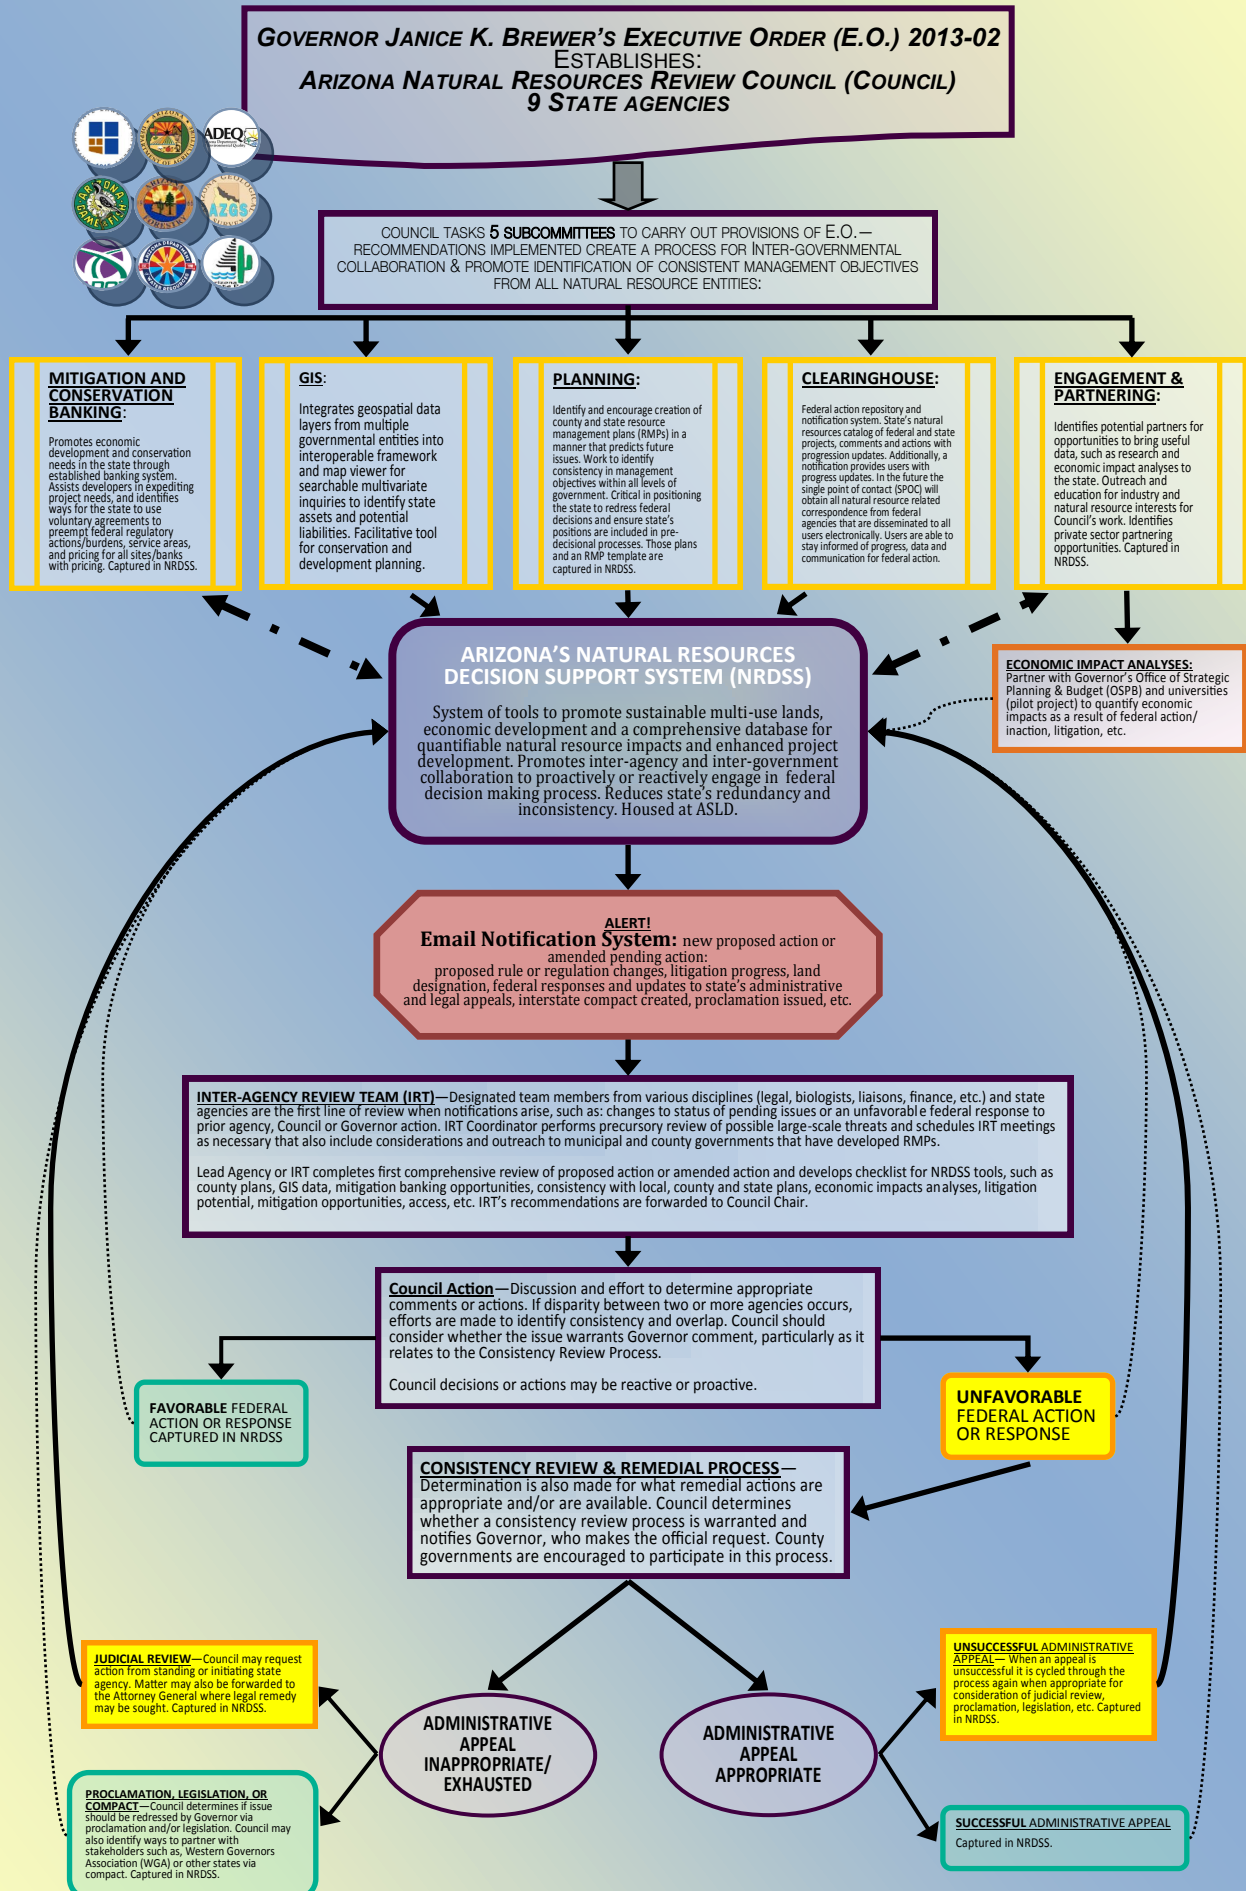 GOVERNOR JANICE K. BREWER'S EXECUTIVE ORDER (E.O.) 2013-02
ESTABLISHES:
ARIZONA NATURAL RESOURCES REVIEW COUNCIL (COUNCIL)
9 STATE AGENCIES
ADEQ
ARIZONA
GAME & FISH
ARIZONA
FORESTRY
AZGS
COUNCIL TASKS 5 SUBCOMMITTEES TO CARRY OUT PROVISIONS OF E.O.—
RECOMMENDATIONS IMPLEMENTED CREATE A PROCESS FOR INTER-GOVERNMENTAL
COLLABORATION & PROMOTE IDENTIFICATION OF CONSISTENT MANAGEMENT OBJECTIVES
FROM ALL NATURAL RESOURCE ENTITIES:
MITIGATION AND
CONSERVATION
BANKING:
Promotes economic
development and conservation
needs in the state through
established banking system.
Assists developers in expediting
project needs, and identifies
ways for the state to use
voluntary agreements to
preempt federal regulatory
actions/burdens, service areas,
and pricing for all sites/banks
with pricing. Captured in NRDSS.
GIS:
Integrates geospatial data
layers from multiple
governmental entities into
interoperable framework
and map viewer for
searchable multivariate
inquiries to identify state
assets and potential
liabilities. Facilitative tool
for conservation and
development planning.
PLANNING:
Identify and encourage creation of
county and state resource
management plans (RMPs) in a
manner that predicts future
issues. Work to identify
consistency in management
objectives within all levels of
government. Critical in positioning
the state to redress federal
decisions and ensure state's
positions are included in pre-
decisional processes. Those plans
and an RMP template are
captured in NRDSS.
CLEARINGHOUSE:
Federal action repository and
notification system. State's natural
resources catalog of federal and state
projects, comments and actions with
progression updates. Additionally, a
notification provides users with
progress updates. In the future the
single point of contact (SPOC) will
obtain all natural resource related
correspondence from federal
agencies that are disseminated to all
users electronically. Users are able to
stay informed of progress, data and
communication for federal action.
ENGAGEMENT &
PARTNERING:
Identifies potential partners for
opportunities to bring useful
data, such as research and
economic impact analyses to
the state. Outreach and
education for industry and
natural resource interests for
Council's work. Identifies
private sector partnering
opportunities. Captured in
NRDSS.
ARIZONA'S NATURAL RESOURCES
DECISION SUPPORT SYSTEM (NRDSS)
System of tools to promote sustainable multi-use lands,
economic development and a comprehensive database for
quantifiable natural resource impacts and enhanced project
development. Promotes inter-agency and inter-government
collaboration to proactively or reactively engage in federal
decision making process. Reduces state's redundancy and
inconsistency. Housed at ASLD.
ECONOMIC IMPACT ANALYSES:
Partner with Governor's Office of Strategic
Planning & Budget (OSPB) and universities
(pilot project) to quantify economic
impacts as a result of federal action/
inaction, litigation, etc.
ALERT!
Email Notification System: new proposed action or
amended pending action:
proposed rule or regulation changes, litigation progress, land
designation, federal responses and updates to state's administrative
and legal appeals, interstate compact created, proclamation issued, etc.
INTER-AGENCY REVIEW TEAM (IRT)—Designated team members from various disciplines (legal, biologists, liaisons, finance, etc.) and state
agencies are the first line of review when notifications arise, such as: changes to status of pending issues or an unfavorable federal response to
prior agency, Council or Governor action. IRT Coordinator performs precursory review of possible large-scale threats and schedules IRT meetings
as necessary that also include considerations and outreach to municipal and county governments that have developed RMPs.
Lead Agency or IRT completes first comprehensive review of proposed action or amended action and develops checklist for NRDSS tools, such as
county plans, GIS data, mitigation banking opportunities, consistency with local, county and state plans, economic impacts analyses, litigation
potential, mitigation opportunities, access, etc. IRT's recommendations are forwarded to Council Chair.
Council Action—Discussion and effort to determine appropriate
comments or actions. If disparity between two or more agencies occurs,
efforts are made to identify consistency and overlap. Council should
consider whether the issue warrants Governor comment, particularly as it
relates to the Consistency Review Process.
Council decisions or actions may be reactive or proactive.
FAVORABLE FEDERAL
ACTION OR RESPONSE
CAPTURED IN NRDSS
UNFAVORABLE
FEDERAL ACTION
OR RESPONSE
CONSISTENCY REVIEW & REMEDIAL PROCESS—
Determination is also made for what remedial actions are
appropriate and/or are available. Council determines
whether a consistency review process is warranted and
notifies Governor, who makes the official request. County
governments are encouraged to participate in this process.
JUDICIAL REVIEW—Council may request
action from standing or initiating state
agency. Matter may also be forwarded to
the Attorney General where legal remedy
may be sought. Captured in NRDSS.
PROCLAMATION, LEGISLATION, OR
COMPACT—Council determines if issue
should be redressed by Governor via
proclamation and/or legislation. Council may
also identify ways to partner with
stakeholders such as, Western Governors
Association (WGA) or other states via
compact. Captured in NRDSS.
ADMINISTRATIVE
APPEAL
INAPPROPRIATE/
EXHAUSTED
ADMINISTRATIVE
APPEAL
APPROPRIATE
UNSUCCESSFUL ADMINISTRATIVE
APPEAL— When an appeal is
unsuccessful it is cycled through the
process again when appropriate for
consideration of judicial review,
proclamation, legislation, etc. Captured
in NRDSS.
SUCCESSFUL ADMINISTRATIVE APPEAL
Captured in NRDSS.